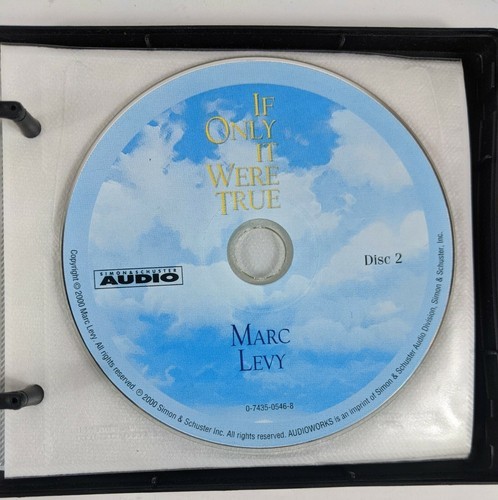 IF
ONLY
IT
WERE
TRUE
SIMON & SCHUSTER
AUDIO
Disc 2
MARC
LEVY
0-7435-0546-8
Copyright © 2000 Marc Levy. All rights reserved. ℗ 2000 Simon & Schuster Inc. All rights reserved. AUDIOWORKS is an imprint of Simon & Schuster Audio Division, Simon & Schuster, Inc.